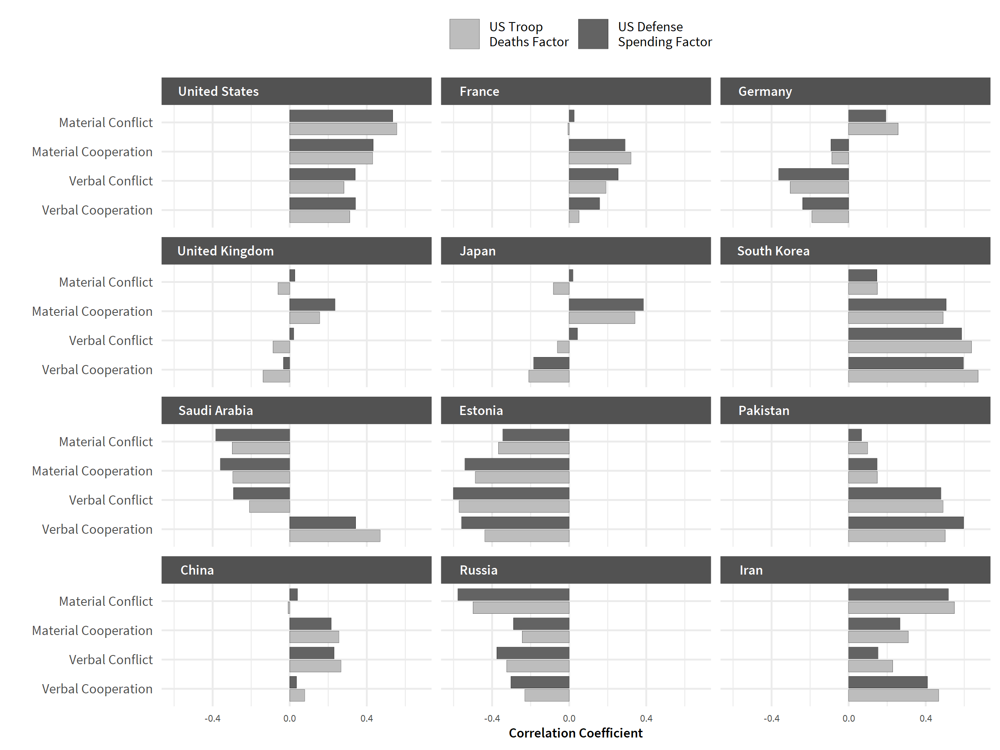 US Troop
Deaths Factor
US Defense
Spending Factor
United States
France
Germany
Material Conflict
Material Cooperation
Verbal Conflict
Verbal Cooperation
United Kingdom
Japan
South Korea
Material Conflict
Material Cooperation
Verbal Conflict
Verbal Cooperation
Saudi Arabia
Estonia
Pakistan
Material Conflict
Material Cooperation
Verbal Conflict
Verbal Cooperation
China
Russia
Iran
Material Conflict
Material Cooperation
Verbal Conflict
Verbal Cooperation
-0.4 0.0 0.4
-0.4 0.0 0.4
-0.4 0.0 0.4
Correlation Coefficient